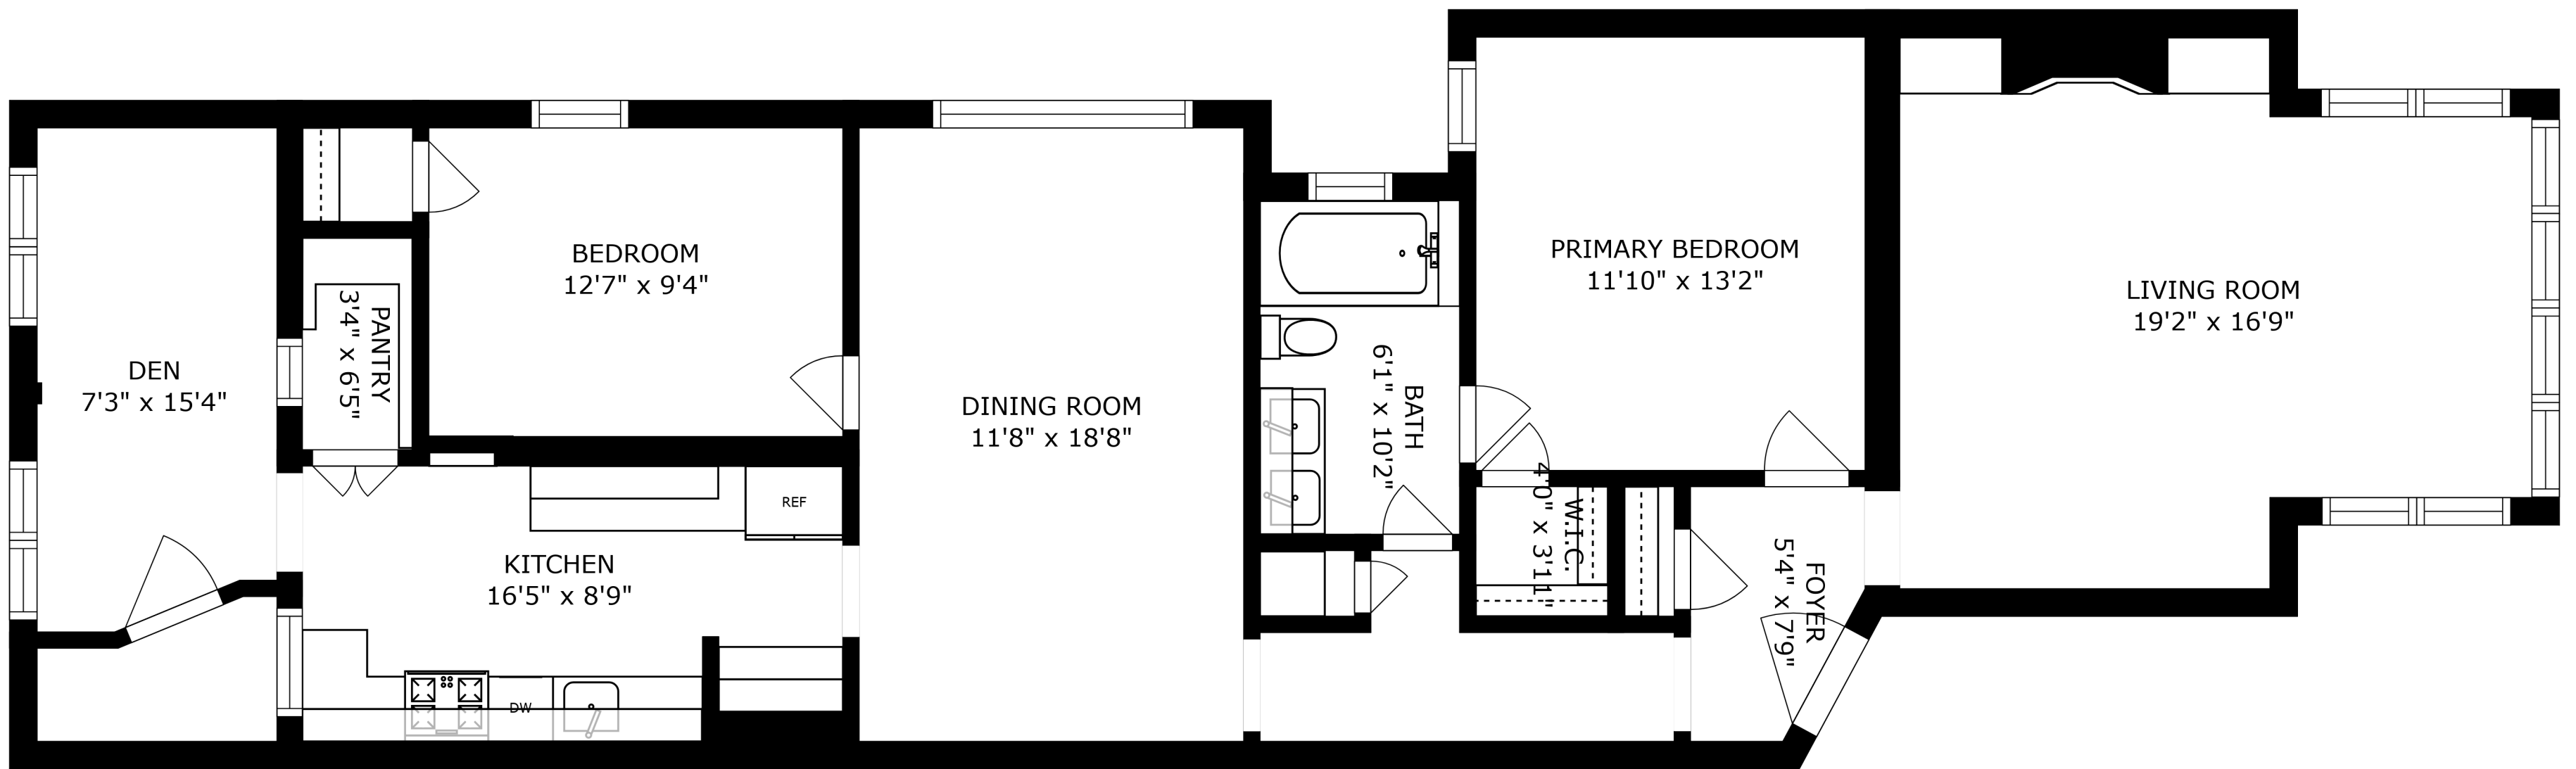 DEN
7'3" x 15'4"
PANTRY
3'4" x 6'5"
BEDROOM
12'7" x 9'4"
KITCHEN
16'5" x 8'9"
REF
DW
DINING ROOM
11'8" x 18'8"
BATH
6'1" x 10'2"
PRIMARY BEDROOM
11'10" x 13'2"
W.I.C.
4'0" x 3'11"
FOYER
5'4" x 7'9"
LIVING ROOM
19'2" x 16'9"